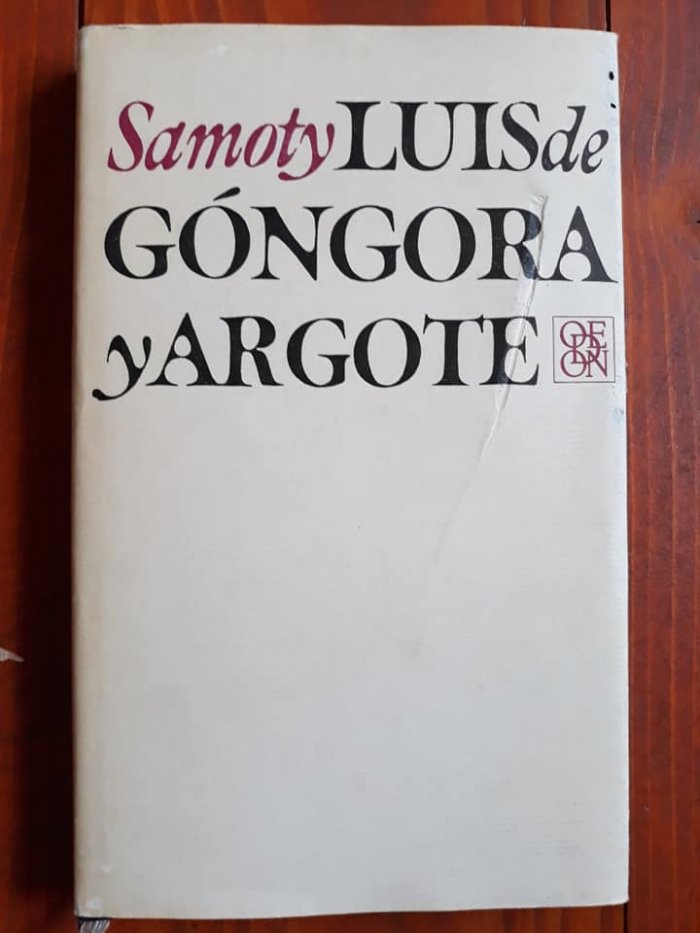 Samoty LUIS de
GÓNGORA
y ARGOTE
ODEON